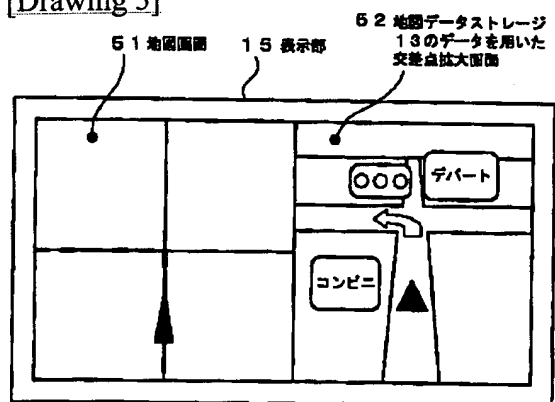 [Drawing 5]
51 地図画面
15 表示部
52 地図データストレージ
13のデータを用いた
交差点拡大画面
デパート
コンビニ